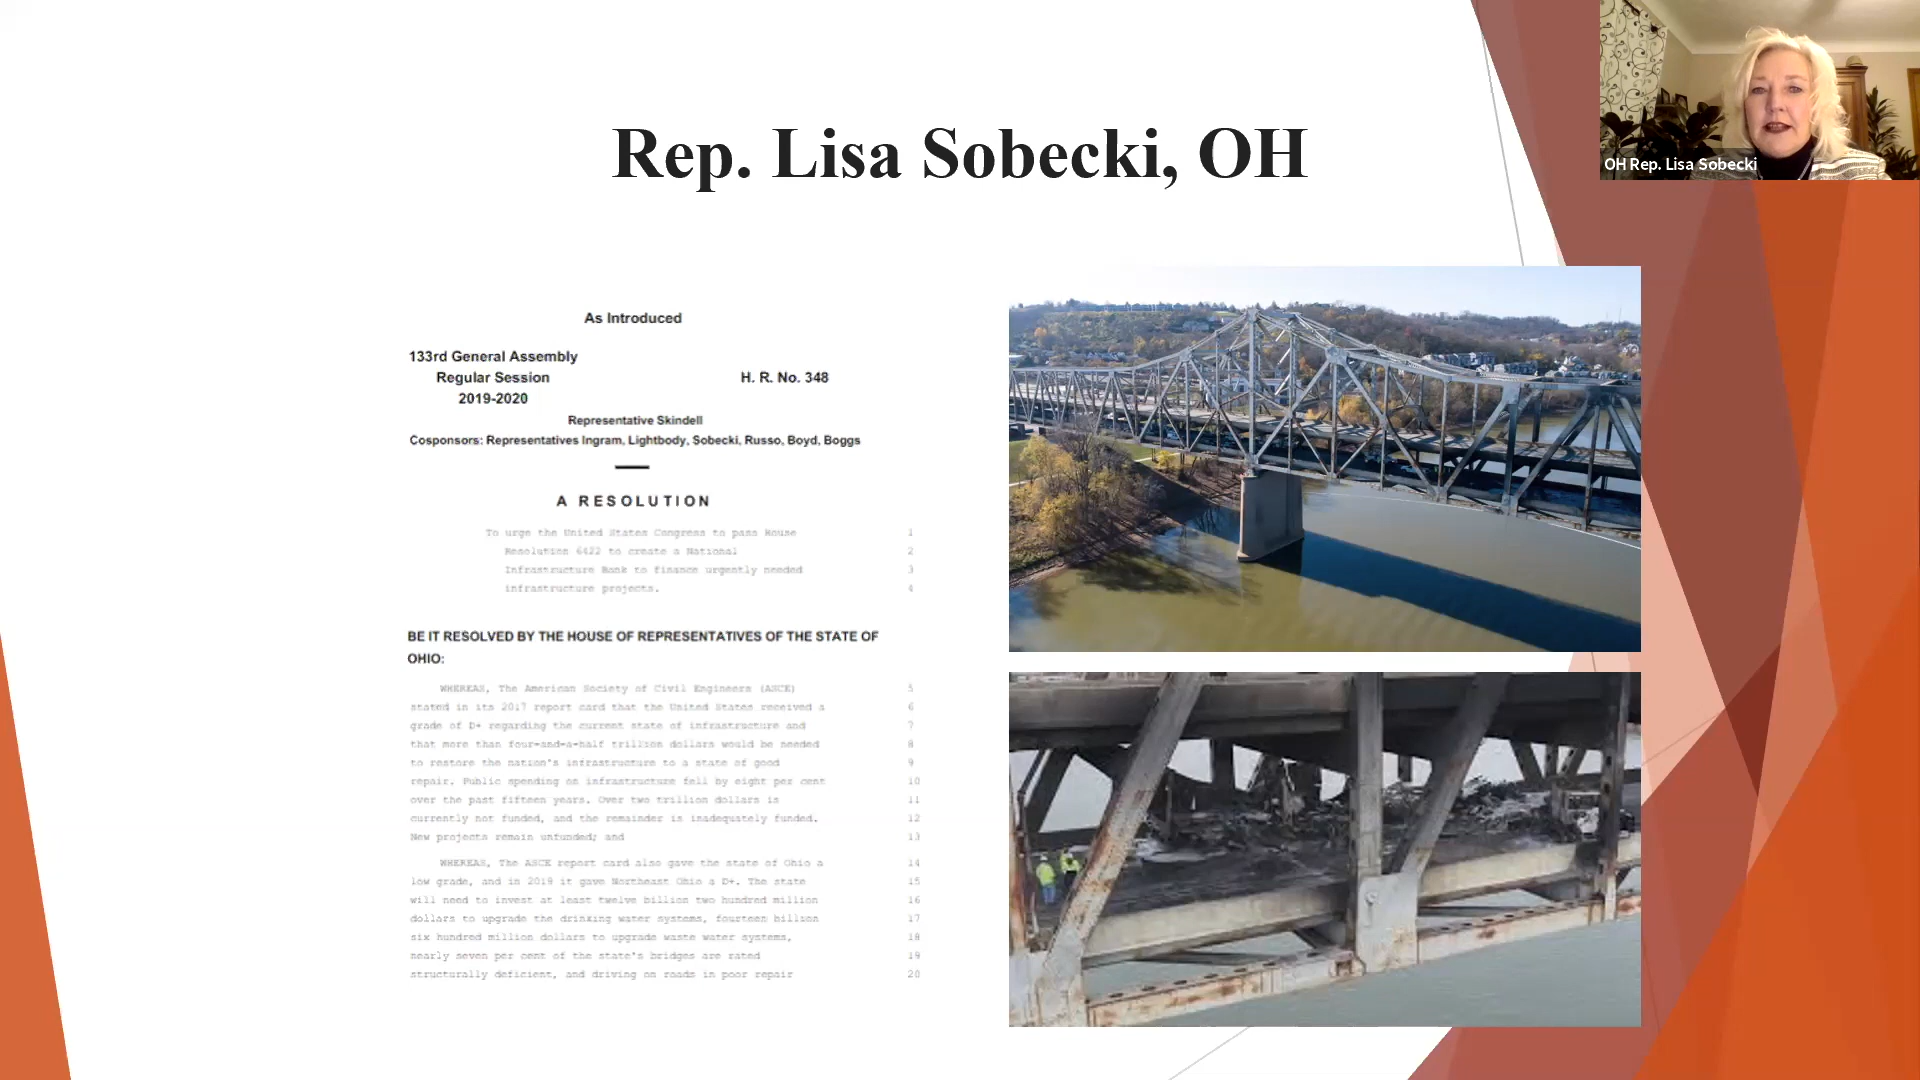 Rep. Lisa Sobecki, OH
OH Rep. Lisa Sobecki
As Introduced
133rd General Assembly
Regular Session
H. R. No. 348
2019-2020
Representative Skindell
Cosponsors: Representatives Ingram, Lightbody, Sobecki, Russo, Boyd, Boggs
A RESOLUTION
To urge the United States Congress to pass House 1
Resolution 6422 to create a National 2
Infrastructure Bank to finance urgently needed 3
infrastructure projects. 4
BE IT RESOLVED BY THE HOUSE OF REPRESENTATIVES OF THE STATE OF
OHIO:
WHEREAS, The American Society of Civil Engineers (ASCE) 5
stated in its 2017 report card that the United States received a 6
grade of D+ regarding the current state of infrastructure and 7
that more than four-and-a-half trillion dollars would be needed 8
to restore the nation's infrastructure to a state of good 9
repair. Public spending on infrastructure fell by eight per cent 10
over the past fifteen years. Over two trillion dollars is 11
currently not funded, and the remainder is inadequately funded. 12
New projects remain unfunded; and 13
WHEREAS, The ASCE report card also gave the state of Ohio a 14
low grade, and in 2019 it gave Northeast Ohio a D+. The state 15
will need to invest at least twelve billion two hundred million 16
dollars to upgrade the drinking water systems, fourteen billion 17
six hundred million dollars to upgrade waste water systems, 18
nearly seven per cent of the state's bridges are rated 19
structurally deficient, and driving on roads in poor repair 20